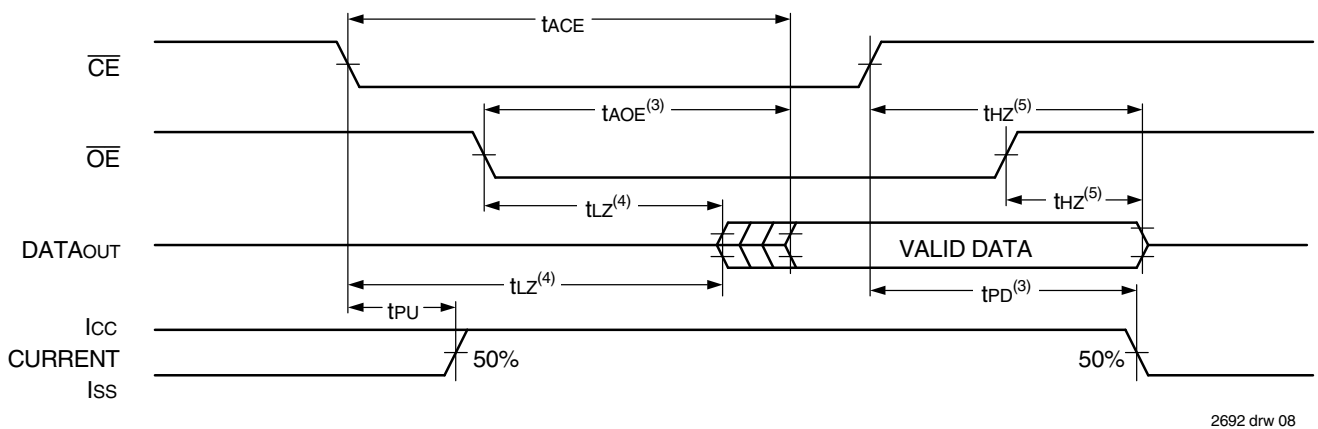 tACE
CE
tAOE(3)
tHZ(5)
OE
tLZ(4)
tHZ(5)
DATAOUT
VALID DATA
tLZ(4)
tPD(3)
tPU
ICC
CURRENT
50%
50%
ISS
2692 drw 08